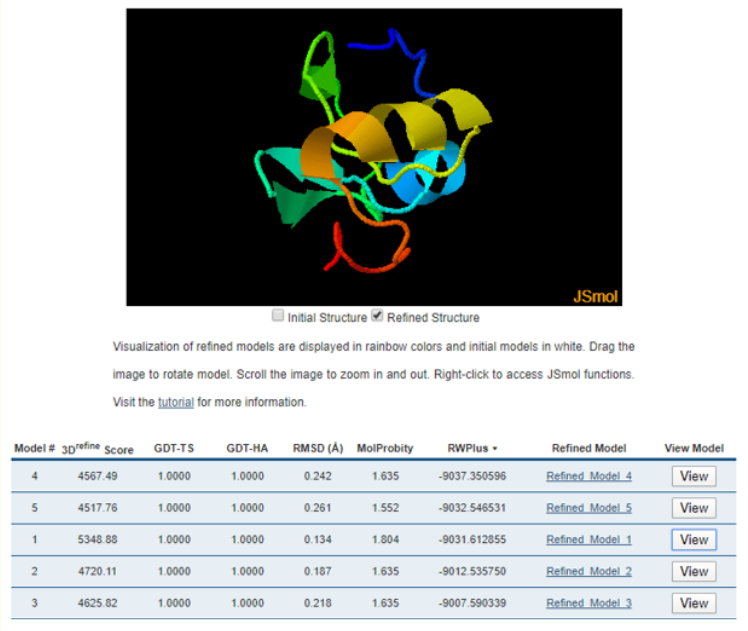 JSmol
Initial Structure Refined Structure
Visualization of refined models are displayed in rainbow colors and initial models in white. Drag the
image to rotate model. Scroll the image to zoom in and out. Right-click to access JSmol functions.
Visit the tutorial for more information.
Model # 3Drefine Score GDT-TS GDT-HA RMSD (Å) MolProbity RWPlus Refined Model View Model
4 4567.49 1.0000 1.0000 0.242 1.635 -9037.350596 Refined_Model_4 View
5 4517.76 1.0000 1.0000 0.261 1.552 -9032.546531 Refined_Model_5 View
1 5348.88 1.0000 1.0000 0.134 1.804 -9031.612855 Refined_Model_1 View
2 4720.11 1.0000 1.0000 0.187 1.635 -9012.535750 Refined_Model_2 View
3 4625.82 1.0000 1.0000 0.218 1.635 -9007.590339 Refined_Model_3 View